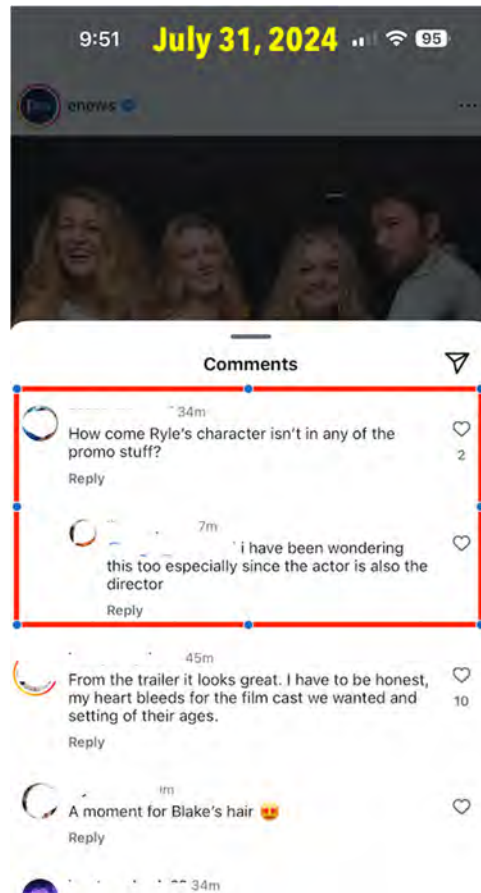 9:51 July 31, 2024 95
enews
Comments
34m
How come Ryle's character isn't in any of the
promo stuff?
2
Reply
7m
i have been wondering
this too especially since the actor is also the
director
Reply
45m
From the trailer it looks great. I have to be honest,
my heart bleeds for the film cast we wanted and
setting of their ages.
10
Reply
A moment for Blake's hair 😍
Reply
34m